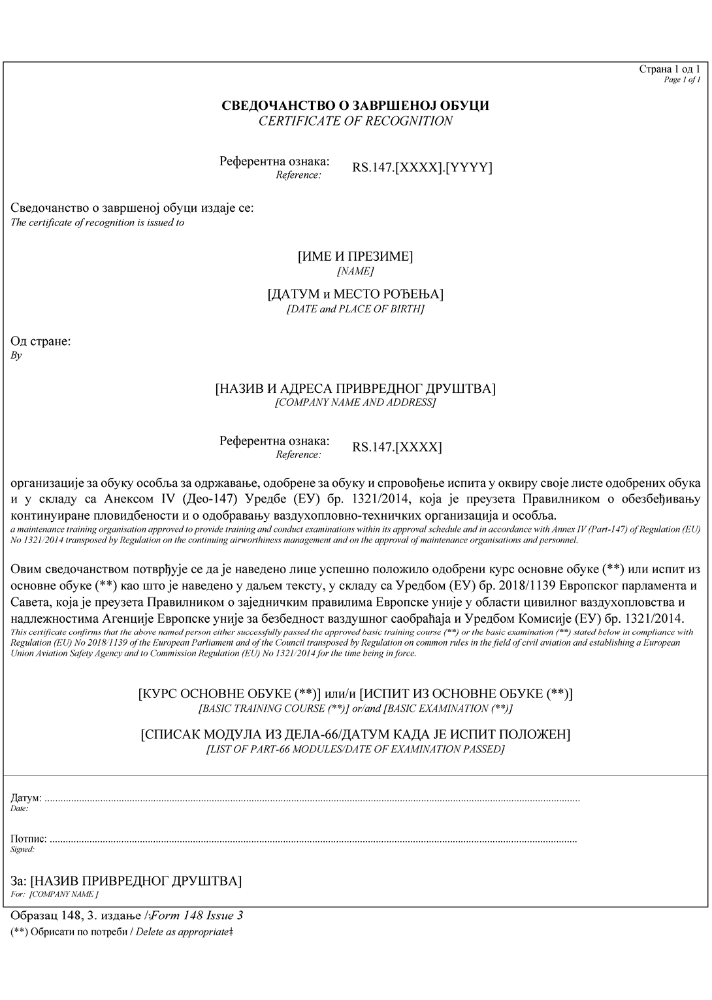 Страна 1 од 1
Page 1 of 1
СВЕДОЧАНСТВО О ЗАВРШЕНОЈ ОБУЦИ
CERTIFICATE OF RECOGNITION
Референтна ознака:
Reference:
RS.147.[XXXX].[YYYY]
Сведочанство о завршеној обуци издаје се:
The certificate of recognition is issued to
[ИМЕ И ПРЕЗИМЕ]
[NAME]
[ДАТУМ и МЕСТО РОЂЕЊА]
[DATE and PLACE OF BIRTH]
Од стране:
By
[НАЗИВ И АДРЕСА ПРИВРЕДНОГ ДРУШТВА]
[COMPANY NAME AND ADDRESS]
Референтна ознака:
Reference:
RS.147.[XXXX]
организације за обуку особља за одржавање, одобрене за обуку и спровођење испита у оквиру своје листе одобрених обука
и у складу са Анексом IV (Део-147) Уредбе (ЕУ) бр. 1321/2014, која је преузета Правилником о обезбеђивању
континуиране пловидбености и о одобравању ваздухопловно-техничких организација и особља.
a maintenance training organisation approved to provide training and conduct examinations within its approval schedule and in accordance with Annex IV (Part-147) of Regulation (EU)
No 1321/2014 transposed by Regulation on the continuing airworthiness management and on the approval of maintenance organisations and personnel.
Овим сведочанством потврђује се да је наведено лице успешно положило одобрени курс основне обуке (**) или испит из
основне обуке (**) као што је наведено у даљем тексту, у складу са Уредбом (ЕУ) бр. 2018/1139 Европског парламента и
Савета, која је преузета Правилником о заједничким правилима Европске уније у области цивилног ваздухопловства и
надлежностима Агенције Европске уније за безбедност ваздушног саобраћаја и Уредбом Комисије (ЕУ) бр. 1321/2014.
This certificate confirms that the above named person either successfully passed the approved basic training course (**) or the basic examination (**) stated below in compliance with
Regulation (EU) No 2018/1139 of the European Parliament and of the Council transposed by Regulation on common rules in the field of civil aviation and establishing a European
Union Aviation Safety Agency and to Commission Regulation (EU) No 1321/2014 for the time being in force.
[КУРС ОСНОВНЕ ОБУКЕ (**)] или/и [ИСПИТ ИЗ ОСНОВНЕ ОБУКЕ (**)]
[BASIC TRAINING COURSE (**)] or/and [BASIC EXAMINATION (**)]
[СПИСАК МОДУЛА ИЗ ДЕЛА-66/ДАТУМ КАДА ЈЕ ИСПИТ ПОЛОЖЕН]
[LIST OF PART-66 MODULES/DATE OF EXAMINATION PASSED]
Датум: ........................................................................................................
Date:
Потпис: ........................................................................................................
Signed:
За: [НАЗИВ ПРИВРЕДНОГ ДРУШТВА]
For: [COMPANY NAME ]
Образац 148, 3. издање /;Form 148 Issue 3
(**) Обрисати по потреби / Delete as appropriate‡